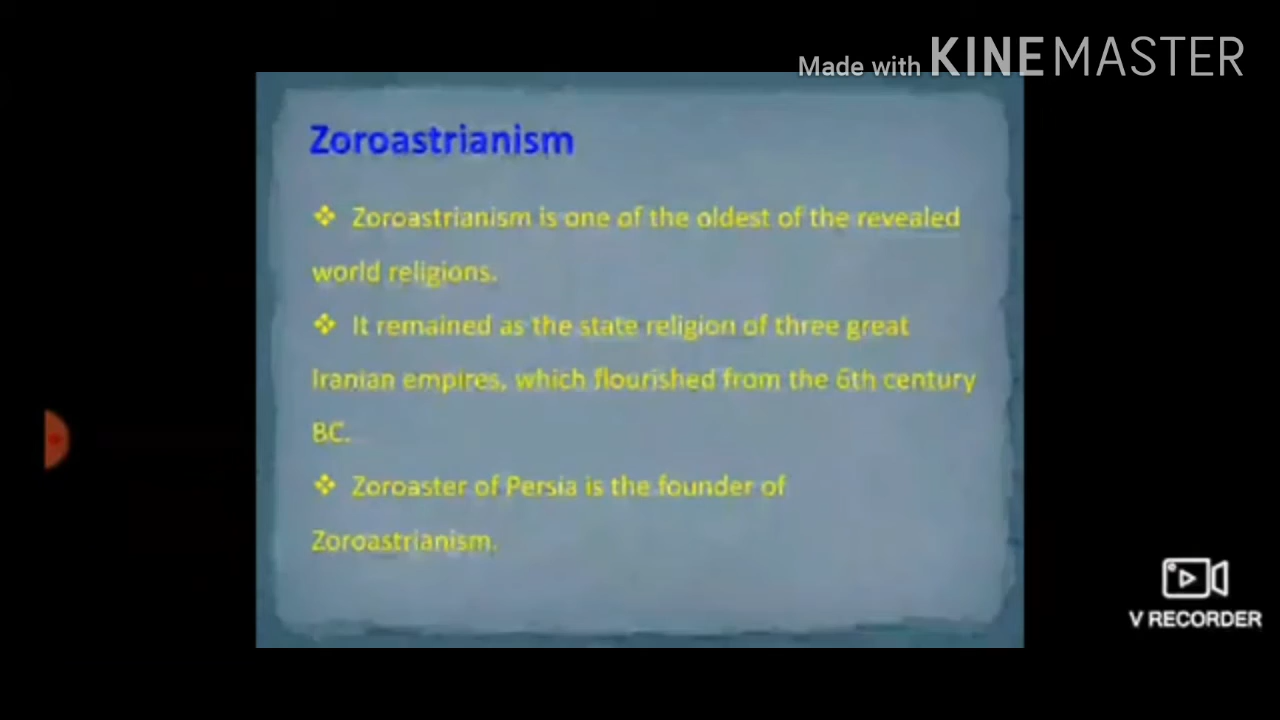 Made with KINEMASTER
Zoroastrianism
❖ Zoroastrianism is one of the oldest of the revealed
world religions.
❖ It remained as the state religion of three great
Iranian empires, which flourished from the 6th century
BC.
❖ Zoroaster of Persia is the founder of
Zoroastrianism.
V RECORDER